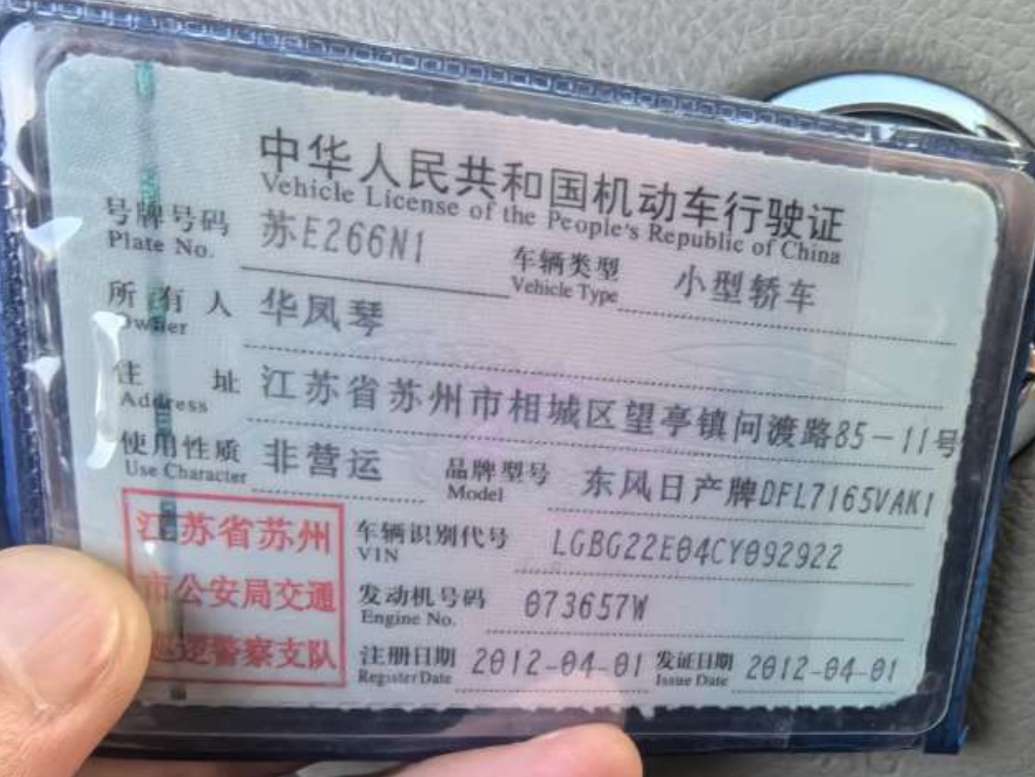 中华人民共和国机动车行驶证
Vehicle License of the People's Republic of China
号牌号码 苏E266N1 车辆类型 小型轿车
Plate No. Vehicle Type
所有人 华凤琴
Owner
住址 江苏省苏州市相城区望亭镇问渡路85-11号
Address
使用性质 非营运 品牌型号 东风日产牌DFL7165VAK1
Use Character Model
江苏省苏州
市公安局交通
巡逻警察支队
车辆识别代号 LGBG22E04CY092922
VIN
发动机号码 073657W
Engine No.
注册日期 2012-04-01 发证日期 2012-04-01
Register Date Issue Date